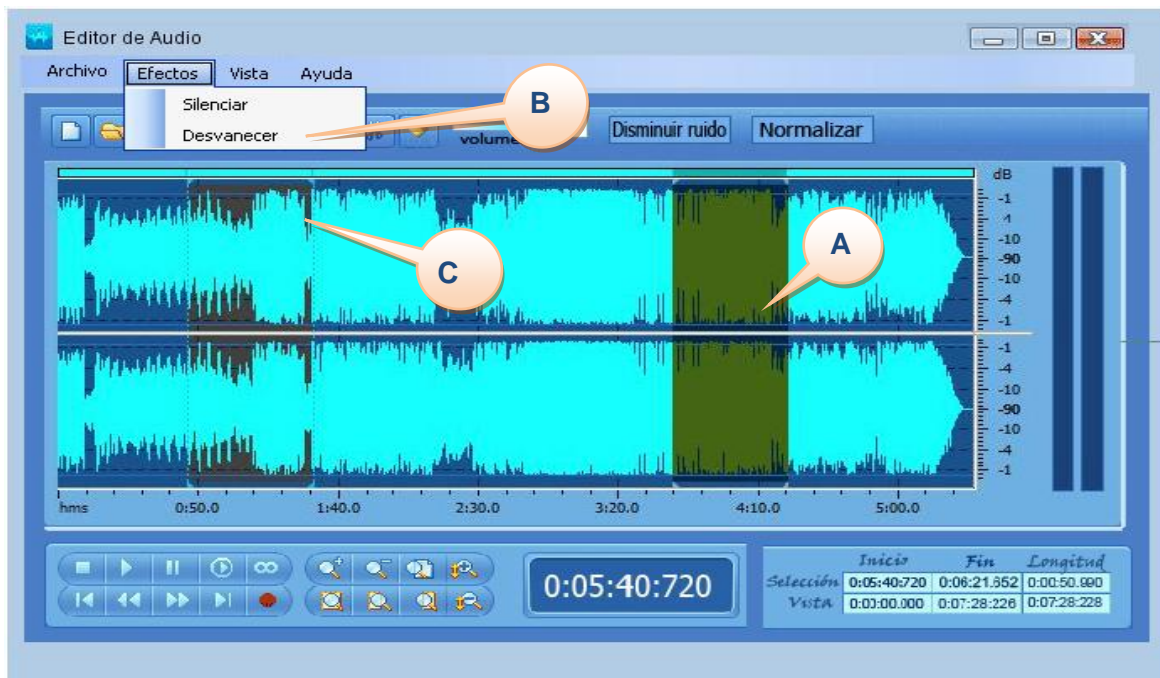 Editor de Audio
Archivo Efectos Vista Ayuda
Silenciar
Desvanecer
B
Disminuir ruido Normalizar
dB
-1
-4
-10
-90
-10
-4
-1
A
C
-1
-4
-10
-90
-10
-4
-1
hms 0:50.0 1:40.0 2:30.0 3:20.0 4:10.0 5:00.0
0:05:40:720
Inicio Fin Longitud
Selección 0:05:40:720 0:06:21.652 0:00:50.990
Vista 0:00:00.000 0:07:28:226 0:07:28:228